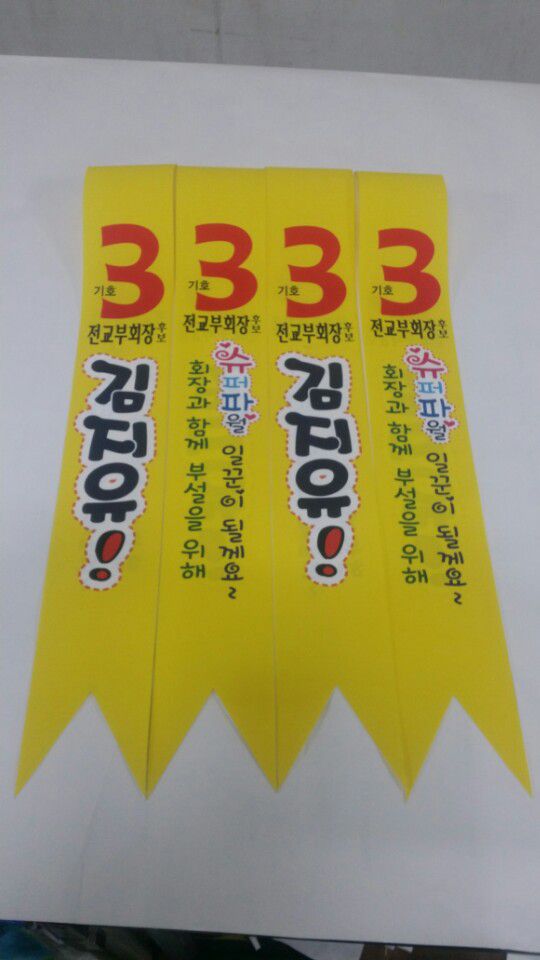 기호 3
전교부회장 후보
김지유!
기호 3
전교부회장 후보
회장과 함께 부설을 위해
슈퍼파월 일꾼이 될께요~
기호 3
전교부회장 후보
김지유!
기호 3
전교부회장 후보
회장과 함께 부설을 위해
슈퍼파월 일꾼이 될께요~